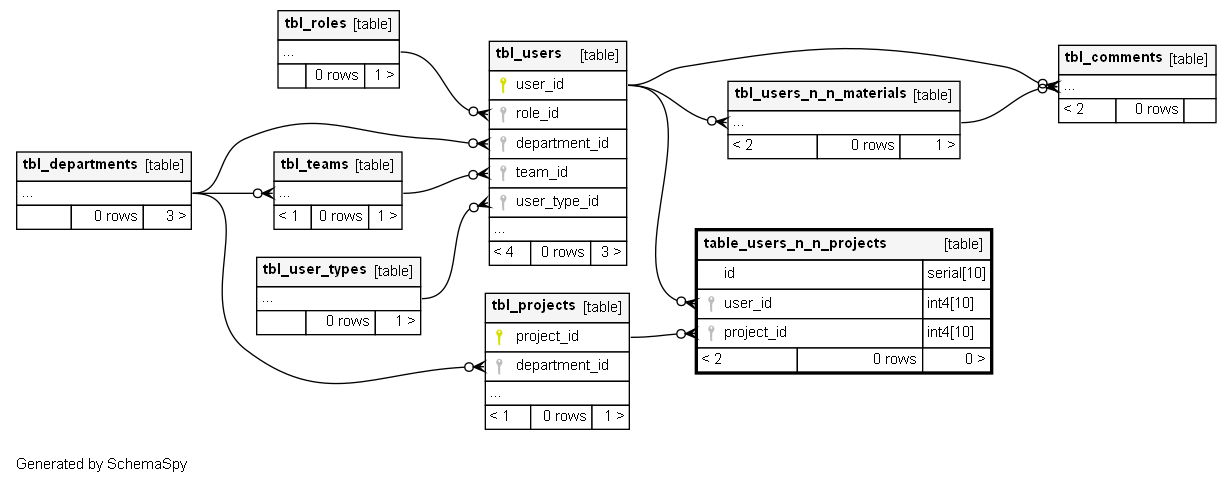 tbl_roles [table]
...
0 rows 1 >
tbl_departments [table]
...
0 rows 3 >
tbl_teams [table]
...
< 1 0 rows 1 >
tbl_user_types [table]
...
0 rows 1 >
tbl_users [table]
user_id
role_id
department_id
team_id
user_type_id
...
< 4 0 rows 3 >
tbl_projects [table]
project_id
department_id
...
< 1 0 rows 1 >
tbl_users_n_n_materials [table]
...
< 2 0 rows 1 >
table_users_n_n_projects [table]
id serial[10]
user_id int4[10]
project_id int4[10]
< 2 0 rows 0 >
tbl_comments [table]
...
< 2 0 rows
Generated by SchemaSpy